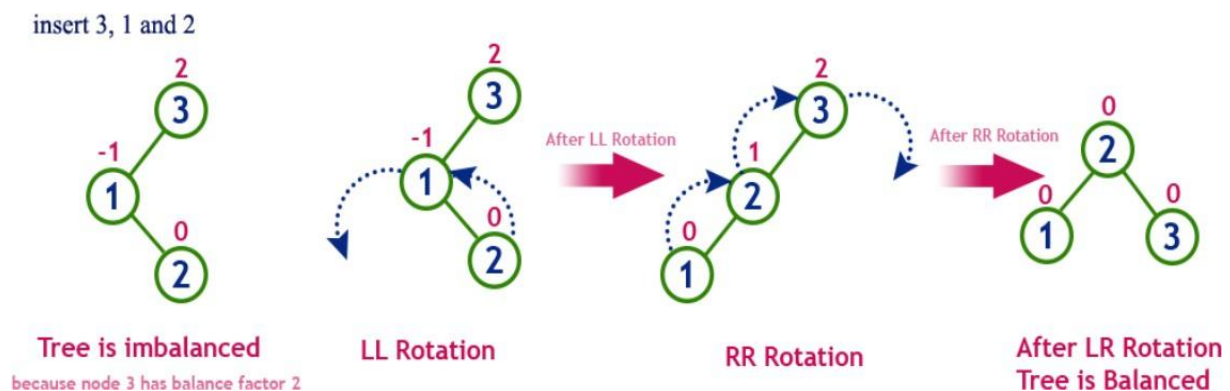 insert 3, 1 and 2
2
3
-1
1
0
2
Tree is imbalanced
because node 3 has balance factor 2
2
3
-1
1
0
2
LL Rotation
After LL Rotation
2
3
1
2
0
1
RR Rotation
After RR Rotation
0
2
0
1
0
3
After LR Rotation
Tree is Balanced